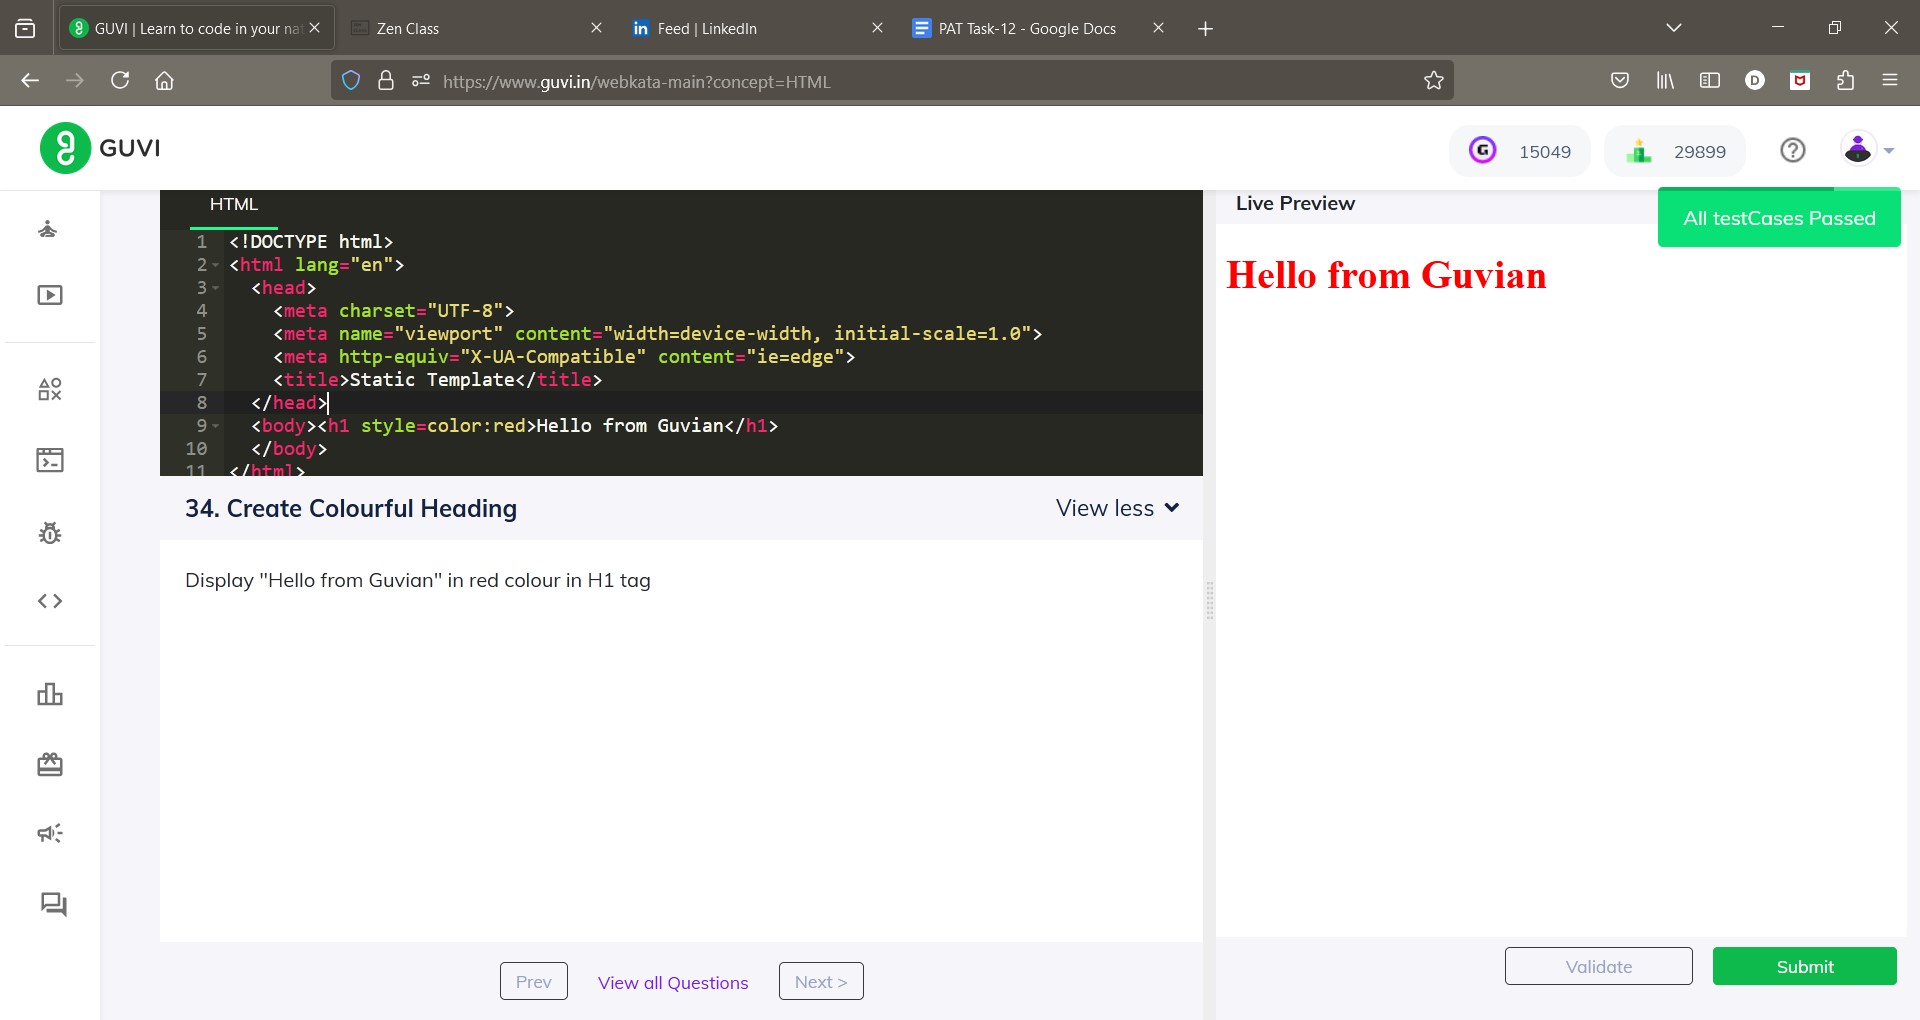 GUVI | Learn to code in your nat
Zen Class
Feed | LinkedIn
PAT Task-12 - Google Docs
https://www.guvi.in/webkata-main?concept=HTML
D
GUVI
G 15049
29899
HTML
1 <!DOCTYPE html>
2 <html lang="en">
3 <head>
4 <meta charset="UTF-8">
5 <meta name="viewport" content="width=device-width, initial-scale=1.0">
6 <meta http-equiv="X-UA-Compatible" content="ie=edge">
7 <title>Static Template</title>
8 </head>
9 <body><h1 style=color:red>Hello from Guvian</h1>
10 </body>
11 </html>
34. Create Colourful Heading
View less
Display "Hello from Guvian" in red colour in H1 tag
Prev
View all Questions
Next >
Live Preview
All testCases Passed
Hello from Guvian
Validate
Submit